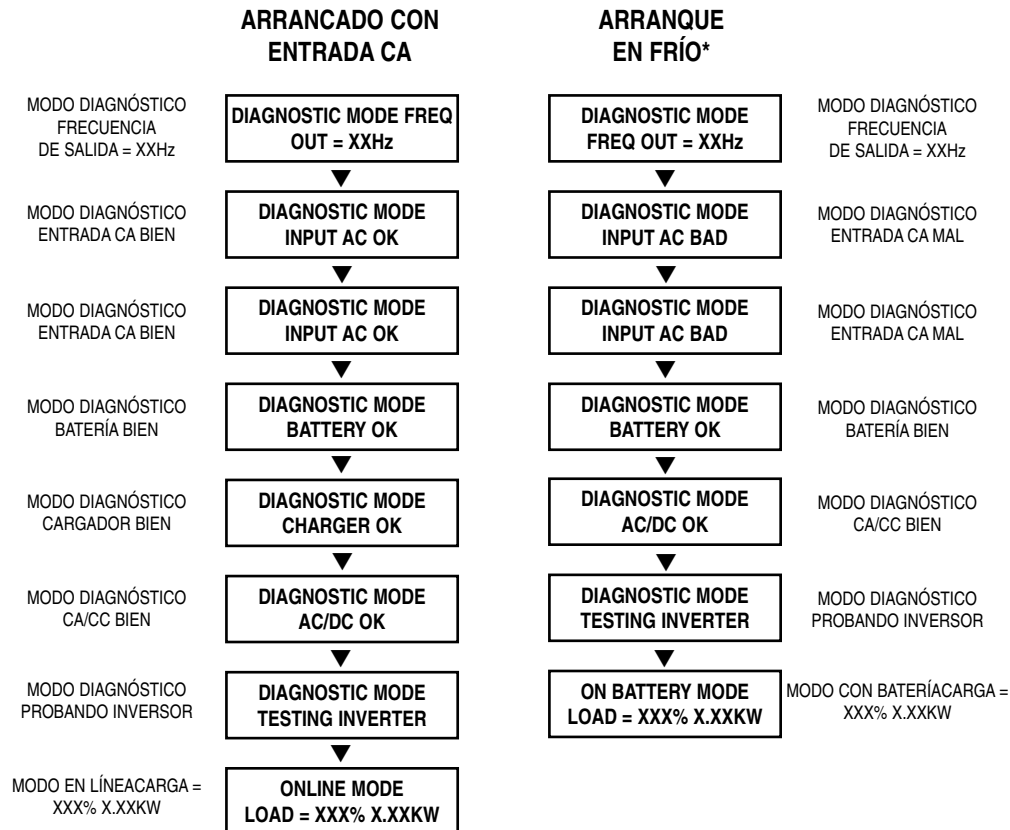 ARRANCADO CON
ENTRADA CA
MODO DIAGNÓSTICO
FRECUENCIA
DE SALIDA = XXHz
DIAGNOSTIC MODE FREQ
OUT = XXHz
MODO DIAGNÓSTICO
ENTRADA CA BIEN
DIAGNOSTIC MODE
INPUT AC OK
MODO DIAGNÓSTICO
ENTRADA CA BIEN
DIAGNOSTIC MODE
INPUT AC OK
MODO DIAGNÓSTICO
BATERÍA BIEN
DIAGNOSTIC MODE
BATTERY OK
MODO DIAGNÓSTICO
CARGADOR BIEN
DIAGNOSTIC MODE
CHARGER OK
MODO DIAGNÓSTICO
CA/CC BIEN
DIAGNOSTIC MODE
AC/DC OK
MODO DIAGNÓSTICO
PROBANDO INVERSOR
DIAGNOSTIC MODE
TESTING INVERTER
MODO EN LÍNEACARGA =
XXX% X.XXKW
ONLINE MODE
LOAD = XXX% X.XXKW
ARRANQUE
EN FRÍO*
DIAGNOSTIC MODE
FREQ OUT = XXHz
MODO DIAGNÓSTICO
FRECUENCIA
DE SALIDA = XXHz
DIAGNOSTIC MODE
INPUT AC BAD
MODO DIAGNÓSTICO
ENTRADA CA MAL
DIAGNOSTIC MODE
INPUT AC BAD
MODO DIAGNÓSTICO
ENTRADA CA MAL
DIAGNOSTIC MODE
BATTERY OK
MODO DIAGNÓSTICO
BATERÍA BIEN
DIAGNOSTIC MODE
AC/DC OK
MODO DIAGNÓSTICO
CA/CC BIEN
DIAGNOSTIC MODE
TESTING INVERTER
MODO DIAGNÓSTICO
PROBANDO INVERSOR
ON BATTERY MODE
LOAD = XXX% X.XXKW
MODO CON BATERÍACARGA =
XXX% X.XXKW